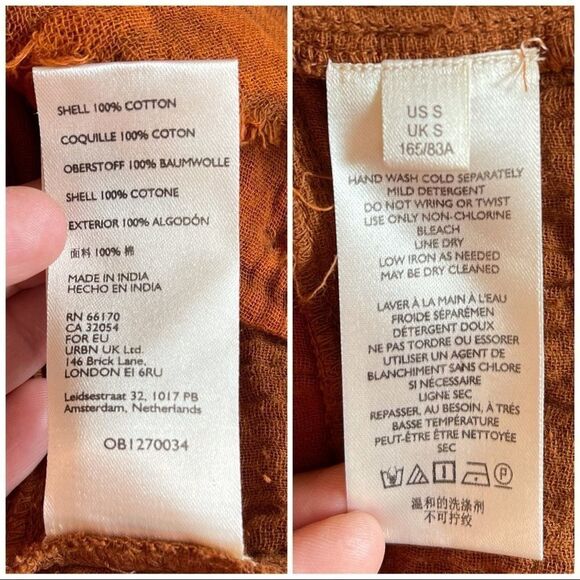 SHELL 100% COTTON
COQUILLE 100% COTON
OBERSTOFF 100% BAUMWOLLE
SHELL 100% COTONE
EXTERIOR 100% ALGODÓN
面料 100% 棉
MADE IN INDIA
HECHO EN INDIA
RN 66170
CA 32054
FOR EU
URBN UK Ltd.
146 Brick Lane,
LONDON E1 6RU
Leidsestraat 32, 1017 PB
Amsterdam, Netherlands
OB1270034
US S
UK S
165/83A
HAND WASH COLD SEPARATELY
MILD DETERGENT
DO NOT WRING OR TWIST
USE ONLY NON-CHLORINE
BLEACH
LINE DRY
LOW IRON AS NEEDED
MAY BE DRY CLEANED
LAVER À LA MAIN À L'EAU
FROIDE SÉPARÉMEN
DÉTERGENT DOUX
NE PAS TORDRE OU ESSORER
UTILISER UN AGENT DE
BLANCHIMENT SANS CHLORE
SI NÉCESSAIRE
LIGNE SEC
REPASSER, AU BESOIN, À TRÈS
BASSE TEMPÉRATURE
PEUT-ÊTRE ÊTRE NETTOYÉE
SEC
温和的洗涤剂
不可拧绞